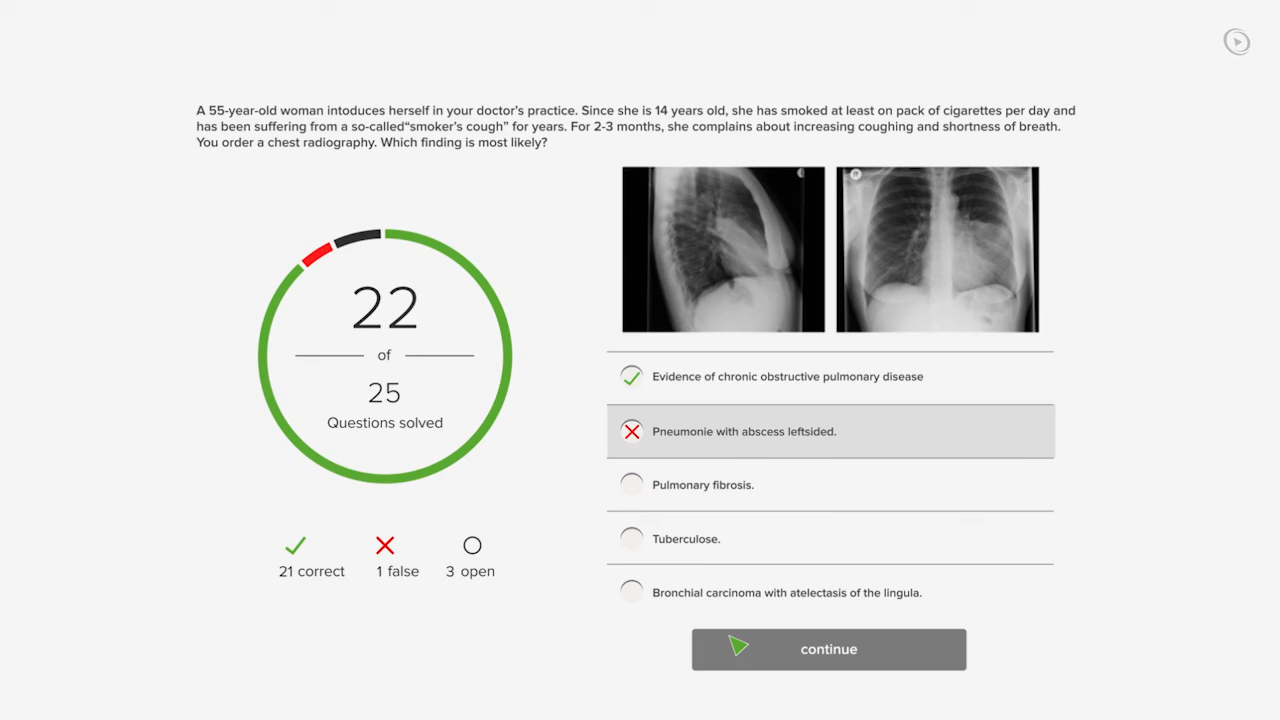 A 55-year-old woman intoduces herself in your doctor's practice. Since she is 14 years old, she has smoked at least on pack of cigarettes per day and
has been suffering from a so-called“smoker's cough” for years. For 2-3 months, she complains about increasing coughing and shortness of breath.
You order a chest radiography. Which finding is most likely?
22
of
25
Questions solved
21 correct
1 false
3 open
Evidence of chronic obstructive pulmonary disease
Pneumonie with abscess leftsided.
Pulmonary fibrosis.
Tuberculose.
Bronchial carcinoma with atelectasis of the lingula.
continue